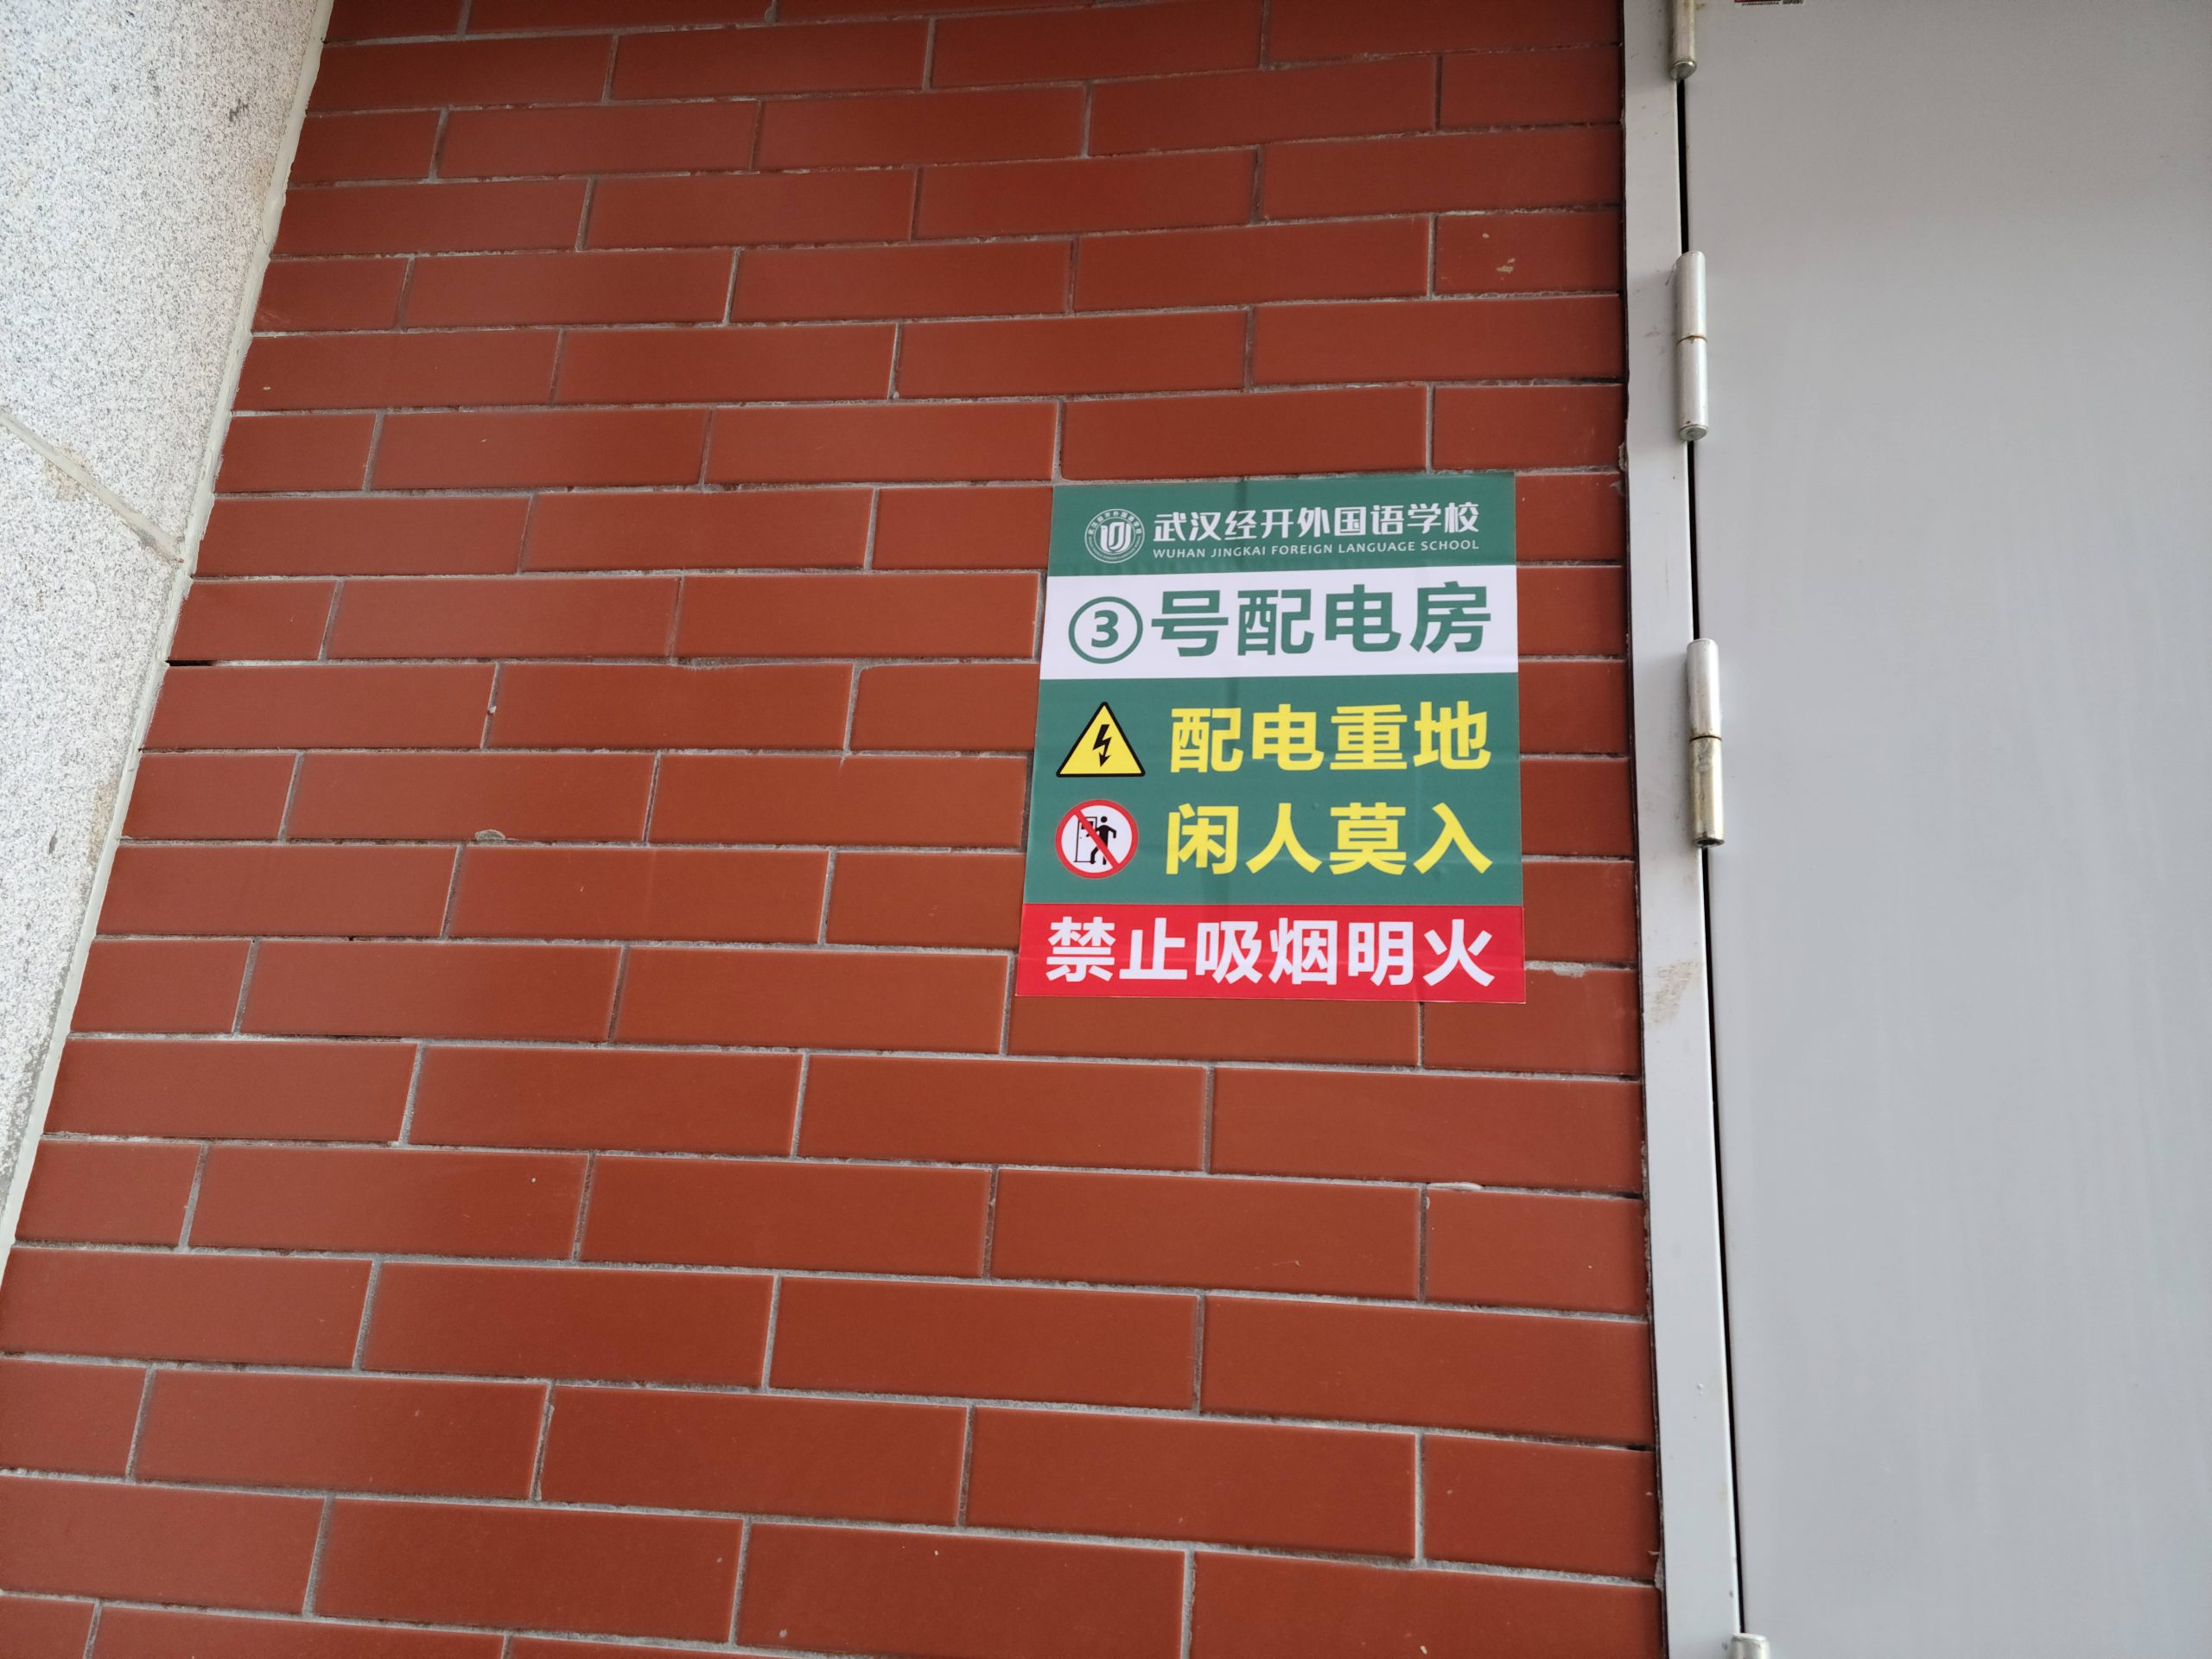 武汉经开外国语学校
WUHAN JINGKAI FOREIGN LANGUAGE SCHOOL
③号配电房
配电重地
闲人莫入
禁止吸烟明火